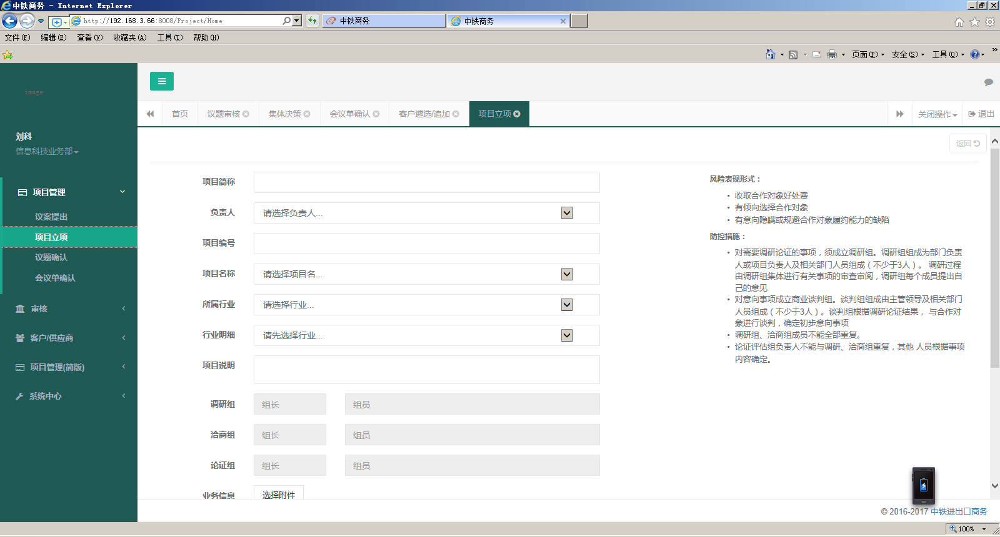 中铁商务 - Internet Explorer
http://192.168.3.66:8008/Project/Home
中铁商务
中铁商务
文件(F) 编辑(E) 查看(V) 收藏夹(A) 工具(T) 帮助(H)
页面(P) 安全(S) 工具(O)
image
刘科
信息科技业务部
项目管理
议案提出
项目立项
议题确认
会议单确认
审核
客户/供应商
项目管理(简版)
系统中心
首页 议题审核 集体决策 会议单确认 客户遴选/追加 项目立项 关闭操作 退出
返回
项目简称
负责人 请选择负责人...
项目编号
项目名称 请选择项目名...
所属行业 请选择行业...
行业明细 请先选择行业...
项目说明
调研组 组长 组员
洽商组 组长 组员
论证组 组长 组员
业务信息 选择附件
风险表现形式：
• 收取合作对象好处费
• 有倾向选择合作对象
• 有意向隐瞒或规避合作对象履约能力的缺陷
防控措施：
• 对需要调研论证的事项，须成立调研组。调研组组成为部门负责
人或项目负责人及相关部门人员组成（不少于3人）。 调研过程
由调研组集体进行有关事项的审查审阅，调研组每个成员提出自
己的意见
• 对意向事项成立商业谈判组。谈判组组成由主管领导及相关部门
人员组成（不少于3人）。谈判组根据调研论证结果， 与合作对
象进行谈判，确定初步意向事项
• 调研组、洽商组成员不能全部重复。
• 论证评估组负责人不能与调研、洽商组重复，其他 人员根据事项
内容确定。
© 2016-2017 中铁进出口商务
100%